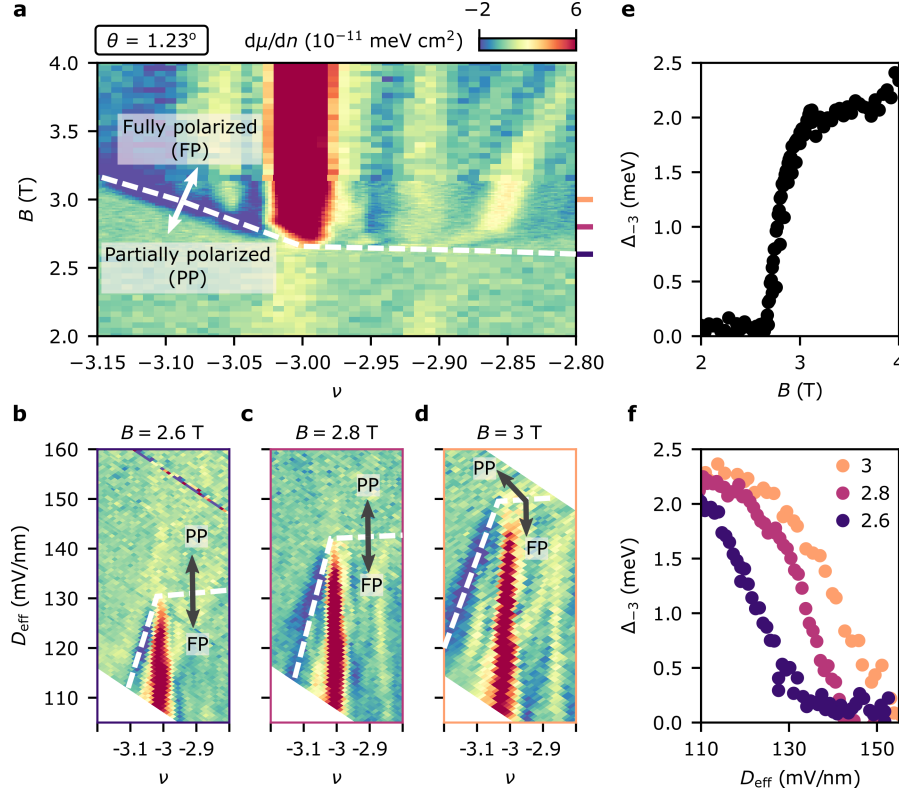 a
θ = 1.23°
dμ/dn (10⁻¹¹ meV cm²)
−2
6
4.0
3.5
3.0
2.5
2.0
B (T)
Fully polarized
(FP)
Partially polarized
(PP)
−3.15 −3.10 −3.05 −3.00 −2.95 −2.90 −2.85 −2.80
ν
e
2.5
2.0
1.5
1.0
0.5
0.0
Δ₋₃ (meV)
2 3 4
B (T)
b
B = 2.6 T
160
150
140
130
120
110
D_eff (mV/nm)
PP
FP
-3.1 -3 -2.9
ν
c
B = 2.8 T
PP
FP
-3.1 -3 -2.9
ν
d
B = 3 T
PP
FP
-3.1 -3 -2.9
ν
f
3
2.8
2.6
2.5
2.0
1.5
1.0
0.5
0.0
Δ₋₃ (meV)
110 130 150
D_eff (mV/nm)